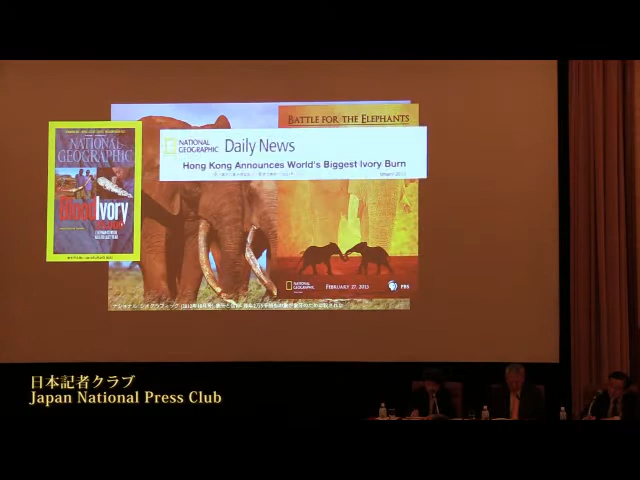 BATTLE FOR THE ELEPHANTS
NATIONAL
GEOGRAPHIC
Daily News
Hong Kong Announces World's Biggest Ivory Burn
NATIONAL
GEOGRAPHIC
Blood Ivory
NATIONAL
GEOGRAPHIC
FEBRUARY 27, 2013
PBS
日本記者クラブ
Japan National Press Club